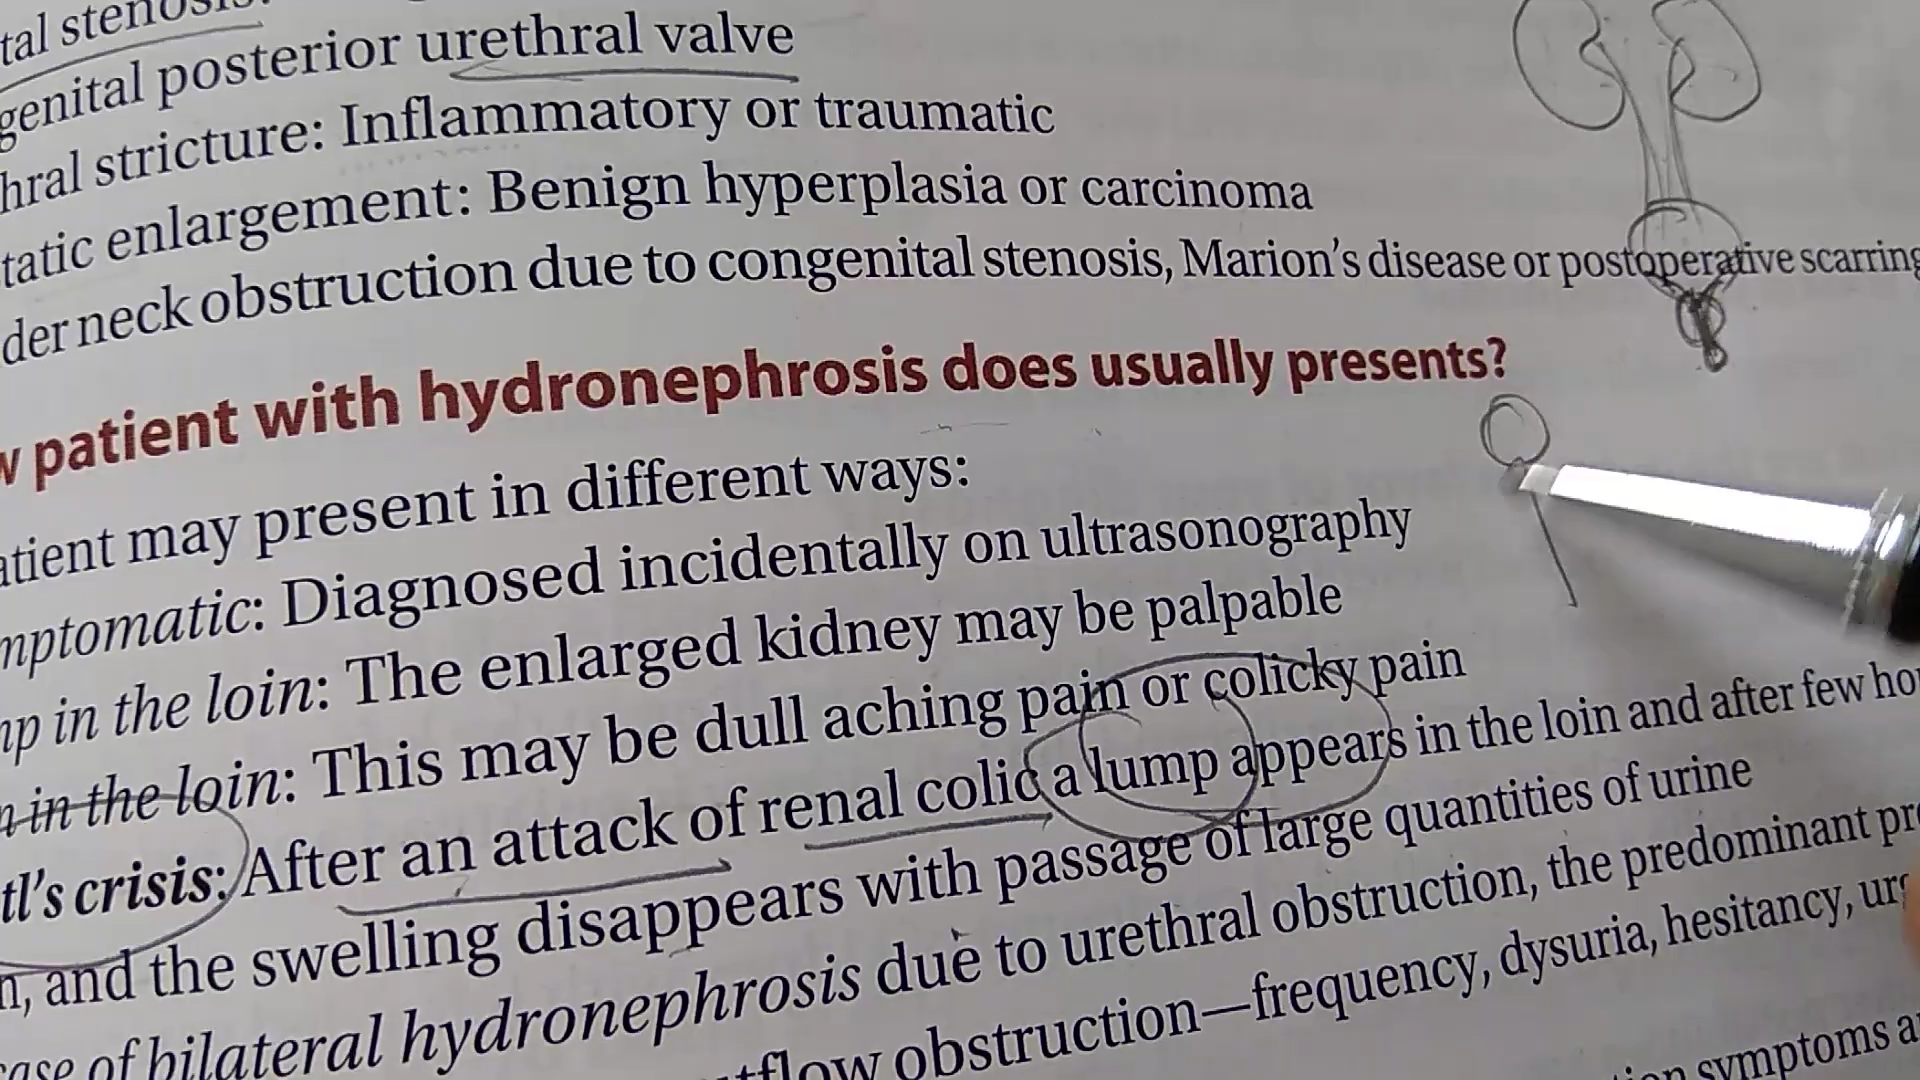 tal stenosis.
genital posterior urethral valve
hral stricture: Inflammatory or traumatic
tatic enlargement: Benign hyperplasia or carcinoma
der neck obstruction due to congenital stenosis, Marion's disease or postoperative scarring
w patient with hydronephrosis does usually presents?
atient may present in different ways:
mptomatic: Diagnosed incidentally on ultrasonography
mp in the loin: The enlarged kidney may be palpable
n in the loin: This may be dull aching pain or colicky pain
tl's crisis: After an attack of renal colic a lump appears in the loin and after few ho
n, and the swelling disappears with passage of large quantities of urine
case of bilateral hydronephrosis due to urethral obstruction, the predominant pr
tflow obstruction—frequency, dysuria, hesitancy, urg
ion symptoms a